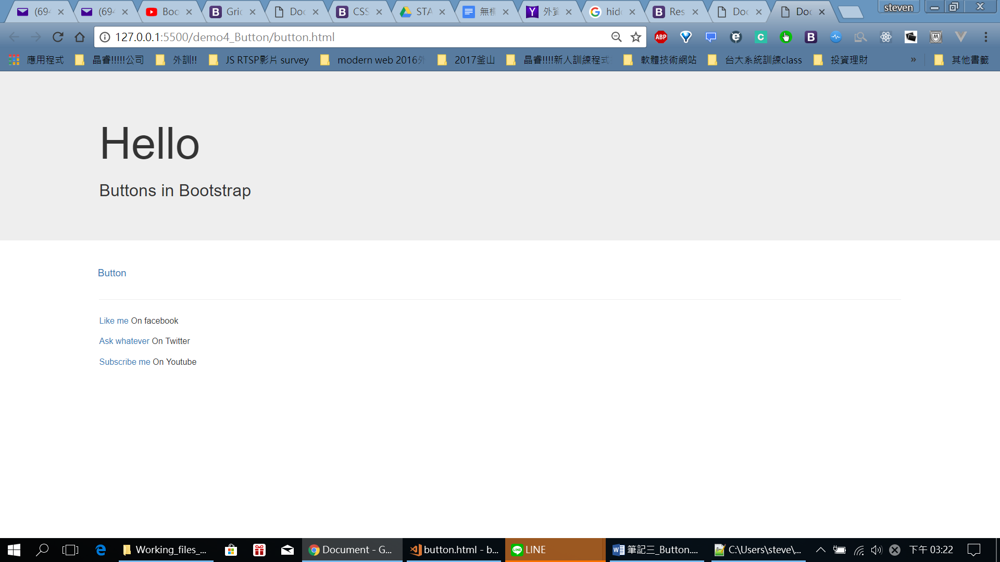 (694 (694 Boo Grid Doc CSS STA 無標 外資 hidd Res Doc Doc steven
127.0.0.1:5500/demo4_Button/button.html ABP
應用程式 晶睿!!!!!公司 外訓!! JS RTSP影片 survey modern web 2016外 2017釜山 晶睿!!!!新人訓練程式 軟體技術網站 台大系統訓練class 投資理財 » 其他書籤
Hello
Buttons in Bootstrap
Button
Like me On facebook
Ask whatever On Twitter
Subscribe me On Youtube
Working_files_... Document - G... button.html - b... LINE 筆記三_Button.... C:\Users\steve\... 下午 03:22